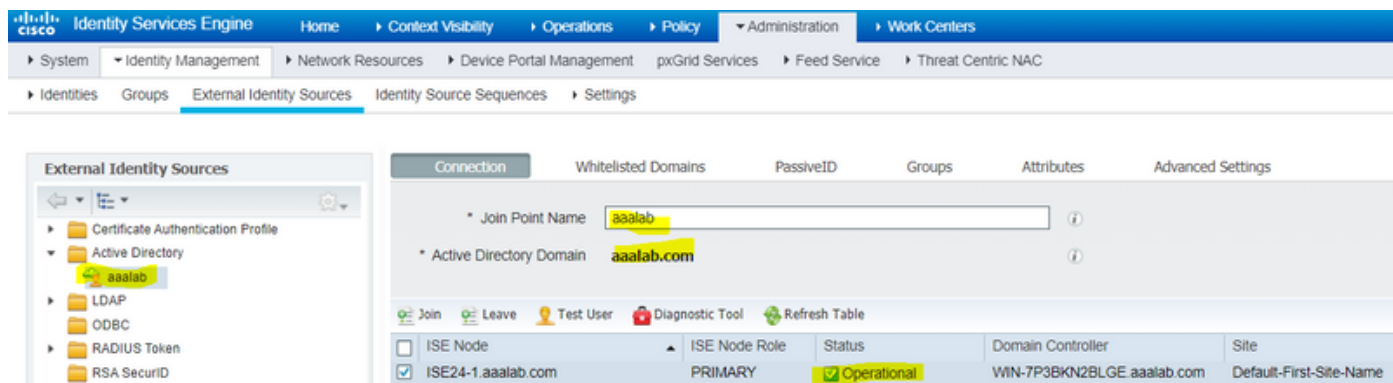 cisco Identity Services Engine Home Context Visibility Operations Policy Administration Work Centers
System Identity Management Network Resources Device Portal Management pxGrid Services Feed Service Threat Centric NAC
Identities Groups External Identity Sources Identity Source Sequences Settings
External Identity Sources
Certificate Authentication Profile
Active Directory
aaalab
LDAP
ODBC
RADIUS Token
RSA SecurID
Connection Whitelisted Domains PassiveID Groups Attributes Advanced Settings
* Join Point Name aaalab
* Active Directory Domain aaalab.com
Join Leave Test User Diagnostic Tool Refresh Table
ISE Node ISE Node Role Status Domain Controller Site
ISE24-1.aaalab.com PRIMARY Operational WIN-7P3BKN2BLGE.aaalab.com Default-First-Site-Name